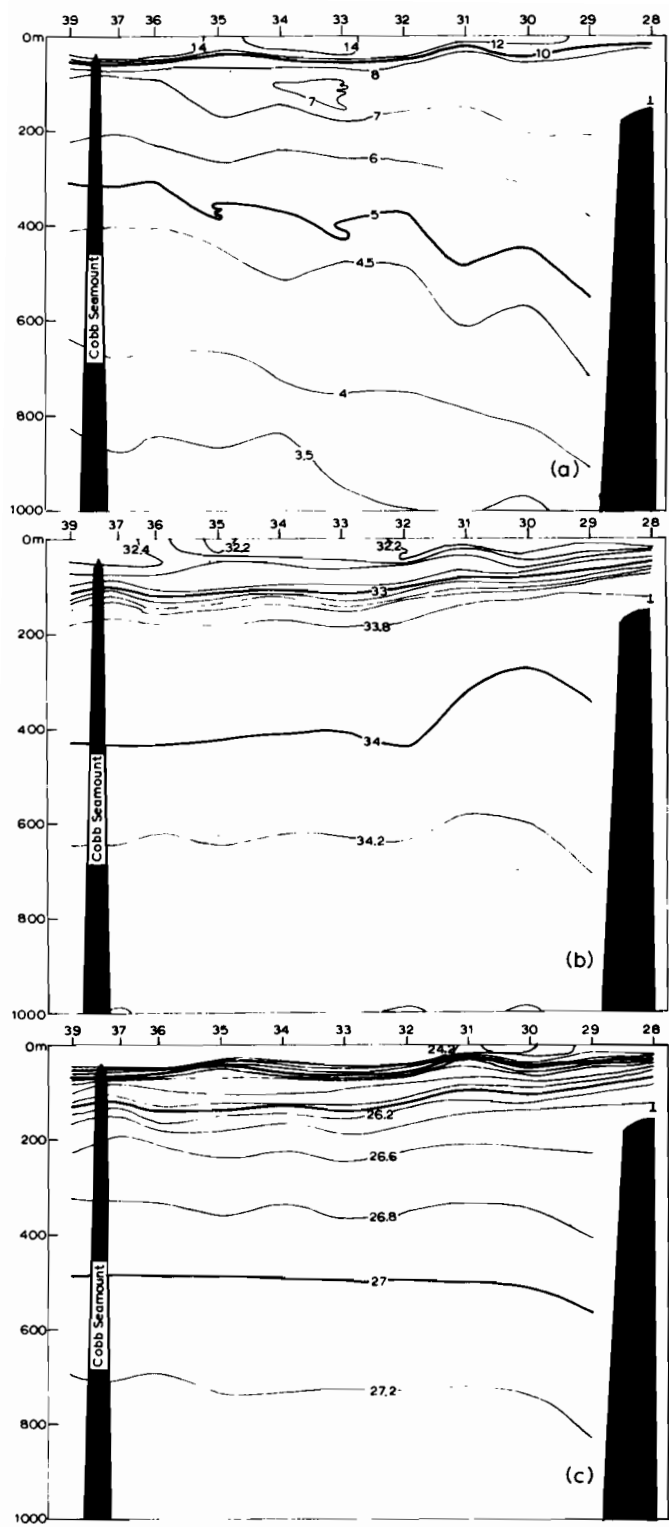 39 37 36 35 34 33 32 31 30 29 28
0m
14 14 12
10
8
7
1
7
200
6
5
400
4.5
Cobb Seamount
600
4
800
3.5
(a)
1000
39 37 36 35 34 33 32 31 30 29 28
0m
32.4 32.2 32.2
33
1
200
33.8
400
34
Cobb Seamount
600
34.2
800
(b)
1000
39 37 36 35 34 33 32 31 30 29 28
0m
24.2
26.2
1
200
26.6
26.8
400
27
Cobb Seamount
600
27.2
800
(c)
1000